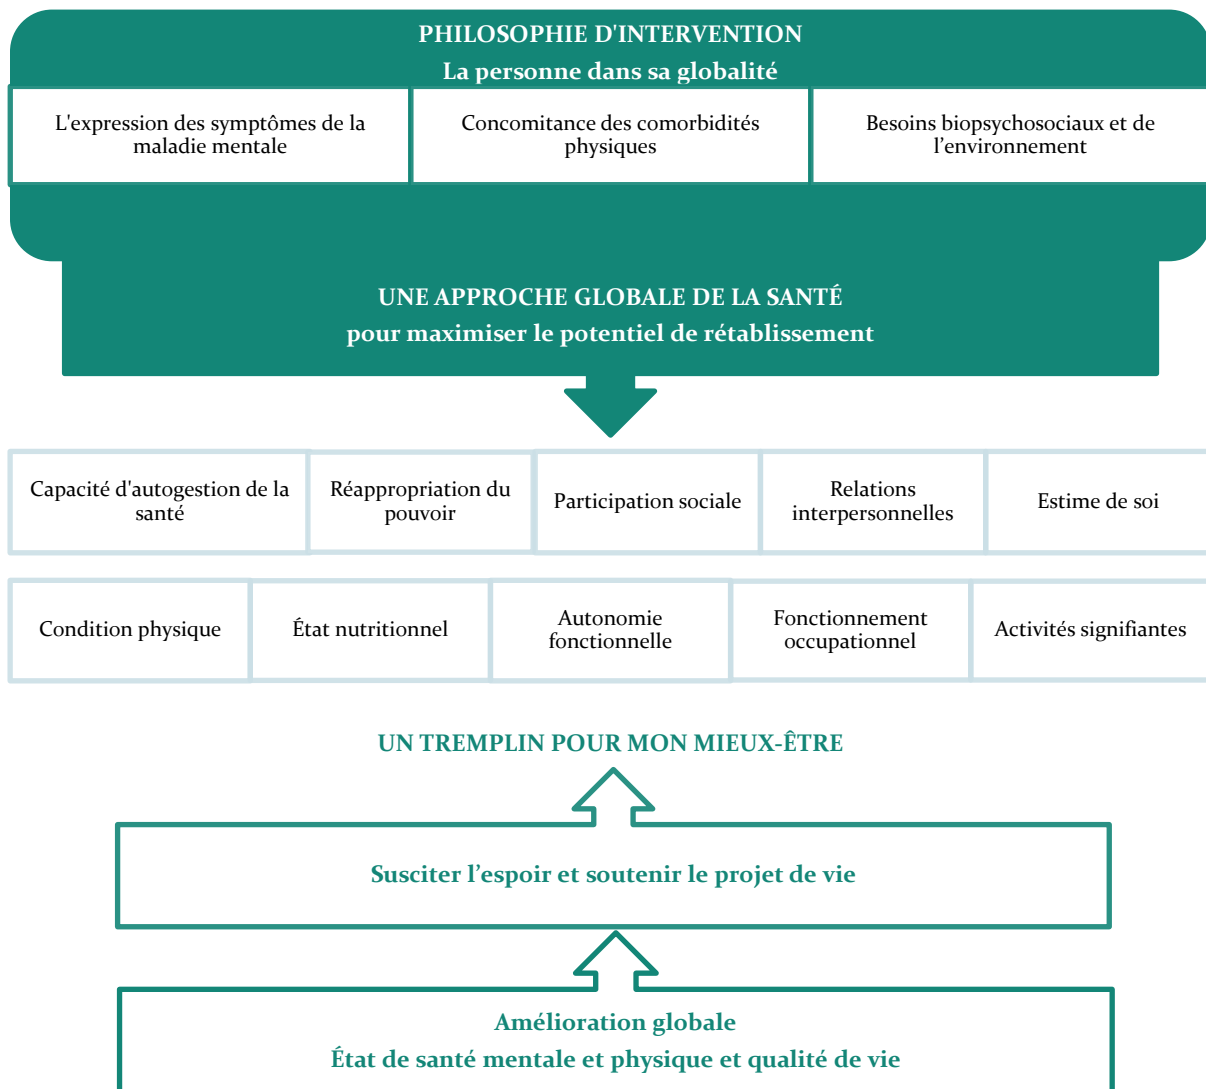 PHILOSOPHIE D'INTERVENTION
La personne dans sa globalité
L'expression des symptômes de la
maladie mentale
Concomitance des comorbidités
physiques
Besoins biopsychosociaux et de
l’environnement
UNE APPROCHE GLOBALE DE LA SANTÉ
pour maximiser le potentiel de rétablissement
Capacité d'autogestion de la
santé
Réappropriation du
pouvoir
Participation sociale
Relations
interpersonnelles
Estime de soi
Condition physique
État nutritionnel
Autonomie
fonctionnelle
Fonctionnement
occupationnel
Activités signifiantes
UN TREMPLIN POUR MON MIEUX-ÊTRE
Susciter l’espoir et soutenir le projet de vie
Amélioration globale
État de santé mentale et physique et qualité de vie